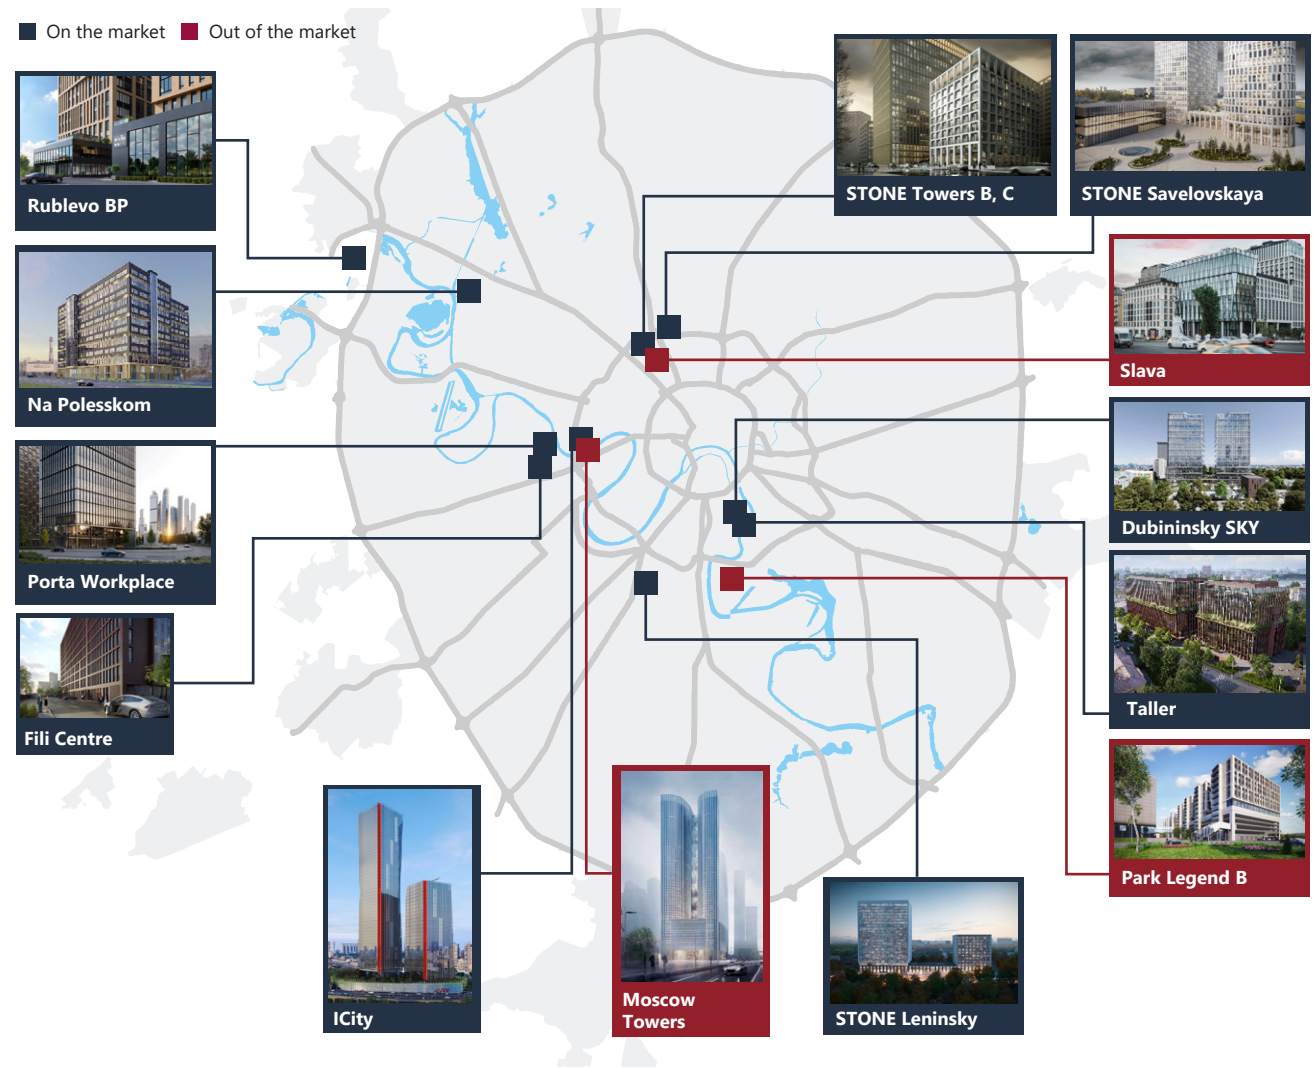 On the market
Out of the market
Rublevo BP
Na Polesskom
Porta Workplace
Fili Centre
ICity
Moscow
Towers
STONE Leninsky
STONE Towers B, C
STONE Savelovskaya
Slava
Dubininsky SKY
Taller
Park Legend B